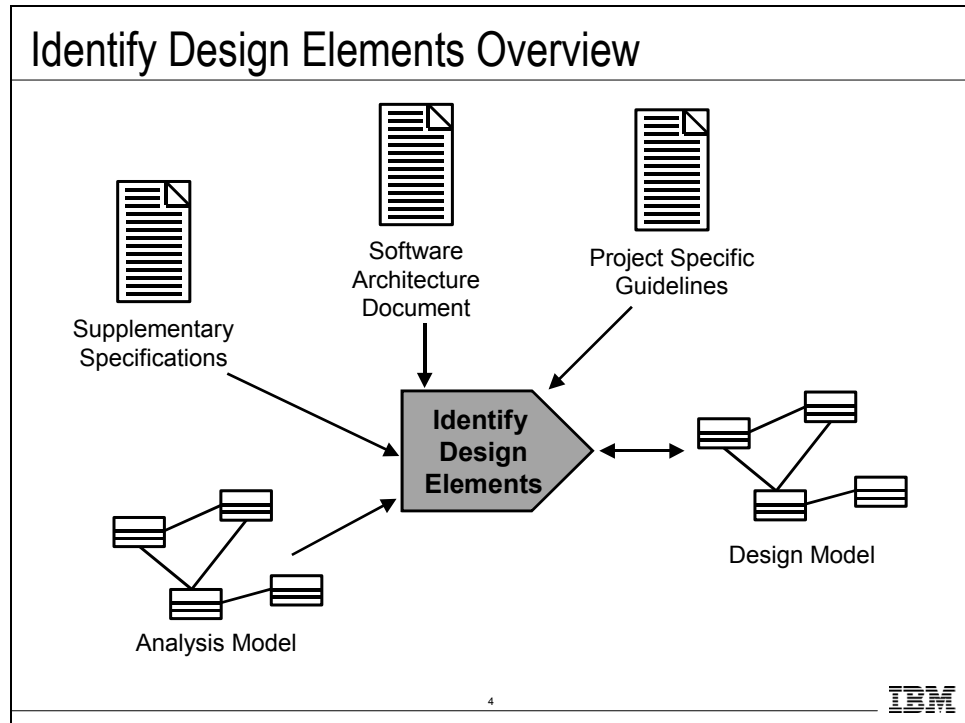 Identify Design Elements Overview
Supplementary
Specifications
Software
Architecture
Document
Project Specific
Guidelines
Identify
Design
Elements
Analysis Model
Design Model
4
IBM